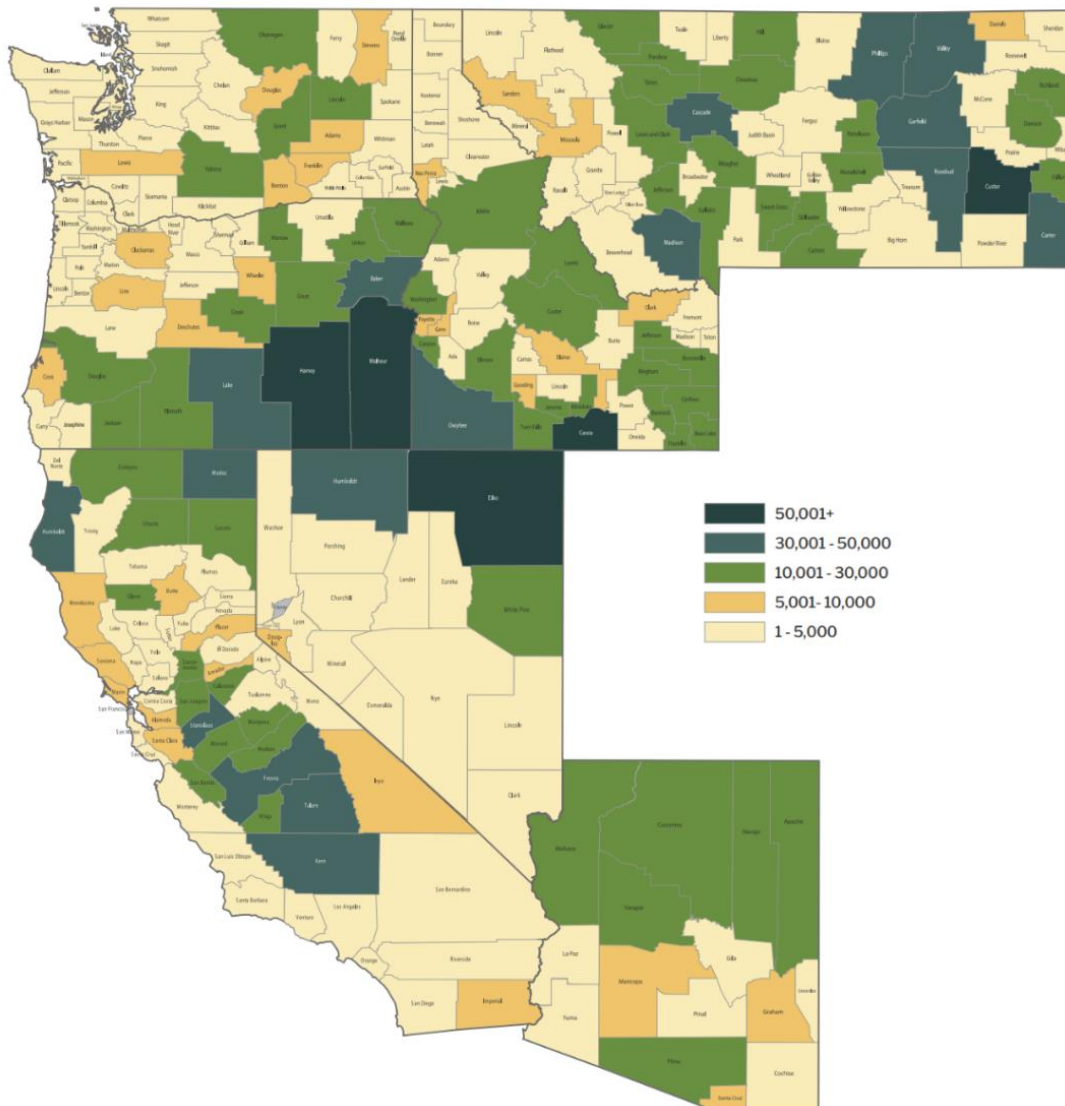 Whatcom
Skagit
Snohomish
Clallam
Jefferson
King
Grays Harbor
Mason
Thurston
Pierce
Pacific
Lewis
Cowlitz
Skamania
Clark
Klickitat
Yakima
Kittitas
Chelan
Okanogan
Douglas
Grant
Ferry
Stevens
Pend Oreille
Lincoln
Spokane
Adams
Whitman
Franklin
Benton
Walla Walla
Columbia
Garfield
Asotin
Boundary
Bonner
Kootenai
Benewah
Shoshone
Latah
Clearwater
Nez Perce
Idaho
Lemhi
Adams
Valley
Washington
Payette
Gem
Boise
Custer
Canyon
Ada
Elmore
Camas
Blaine
Butte
Clark
Fremont
Jefferson
Madison
Teton
Bonneville
Bingham
Gooding
Lincoln
Jerome
Minidoka
Power
Caribou
Bannock
Bear Lake
Franklin
Oneida
Twin Falls
Cassia
Owyhee
Lincoln
Flathead
Glacier
Toole
Liberty
Hill
Blaine
Phillips
Valley
Daniels
Sheridan
Roosevelt
Sanders
Lake
Pondera
Teton
Chouteau
Mineral
Missoula
Powell
Lewis and Clark
Cascade
Judith Basin
Fergus
Petroleum
Garfield
McCone
Richland
Dawson
Prairie
Granite
Ravalli
Jefferson
Broadwater
Meagher
Wheatland
Golden Valley
Musselshell
Rosebud
Treasure
Custer
Beaverhead
Madison
Gallatin
Park
Sweet Grass
Stillwater
Carbon
Yellowstone
Big Horn
Powder River
Carter
Clatsop
Columbia
Tillamook
Washington
Hood River
Yamhill
Clackamas
Wasco
Sherman
Gilliam
Morrow
Umatilla
Union
Wallowa
Polk
Marion
Lincoln
Benton
Linn
Jefferson
Wheeler
Grant
Baker
Lane
Deschutes
Crook
Coos
Douglas
Curry
Josephine
Jackson
Klamath
Lake
Harney
Malheur
Del Norte
Siskiyou
Modoc
Humboldt
Trinity
Shasta
Lassen
Tehama
Plumas
Mendocino
Glenn
Butte
Sierra
Nevada
Lake
Colusa
Yuba
Placer
El Dorado
Sonoma
Napa
Yolo
Amador
Alpine
Marin
Solano
Calaveras
Contra Costa
San Joaquin
Tuolumne
Mono
San Francisco
Alameda
Stanislaus
Mariposa
San Mateo
Santa Clara
Merced
Madera
Santa Cruz
San Benito
Fresno
Inyo
Monterey
Kings
Tulare
San Luis Obispo
Kern
San Bernardino
Santa Barbara
Ventura
Los Angeles
Orange
Riverside
San Diego
Imperial
Washoe
Humboldt
Elko
Pershing
Lander
Eureka
White Pine
Churchill
Lyon
Doug-
las
Mineral
Nye
Esmeralda
Lincoln
Clark
Mohave
Coconino
Navajo
Apache
Yavapai
La Paz
Maricopa
Gila
Yuma
Pinal
Graham
Greenlee
Pima
Santa Cruz
Cochise
50,001+
30,001 - 50,000
10,001 - 30,000
5,001- 10,000
1 - 5,000